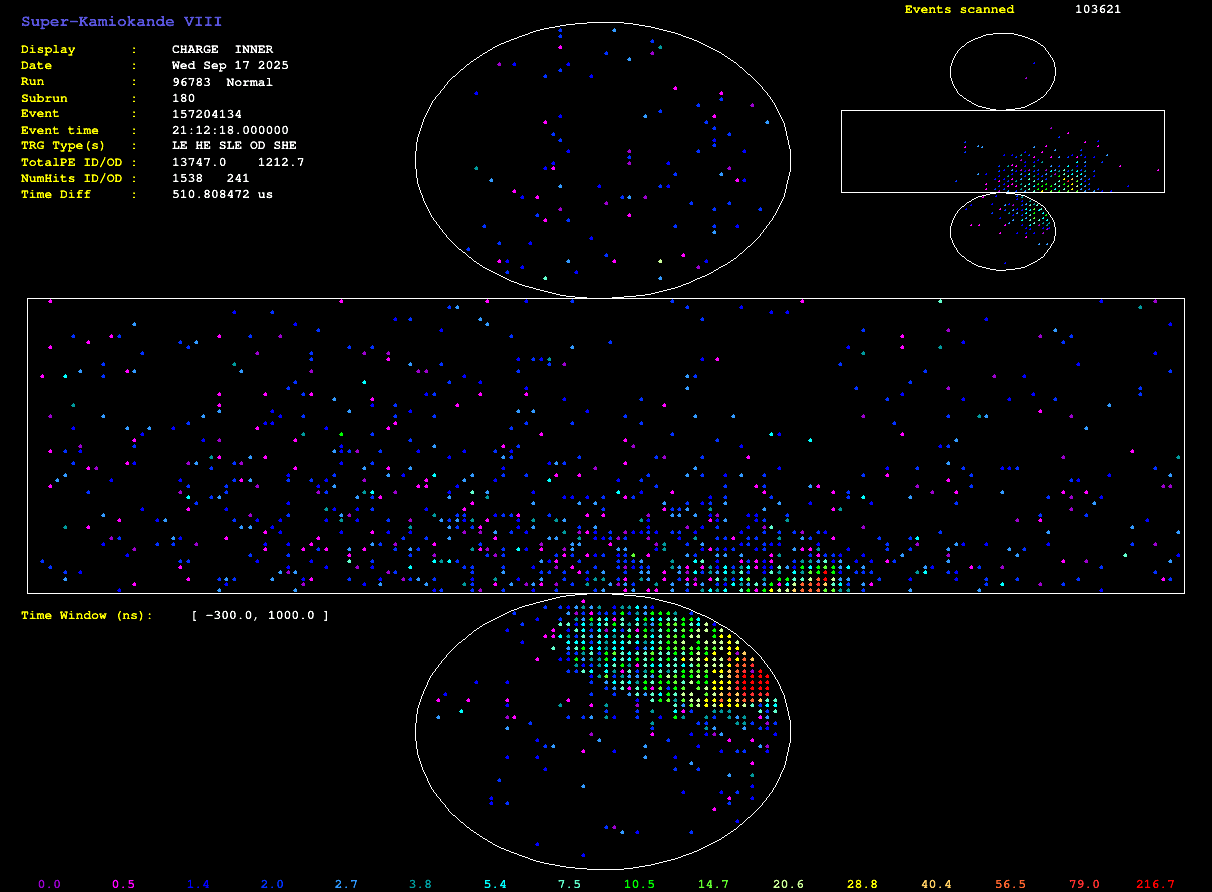 Super-Kamiokande VIII
Events scanned 103621
Display : CHARGE INNER
Date : Wed Sep 17 2025
Run : 96783 Normal
Subrun : 180
Event : 157204134
Event time : 21:12:18.000000
TRG Type(s) : LE HE SLE OD SHE
TotalPE ID/OD : 13747.0 1212.7
NumHits ID/OD : 1538 241
Time Diff : 510.808472 us
Time Window (ns): [ -300.0, 1000.0 ]
0.0 0.5 1.4 2.0 2.7 3.8 5.4 7.5 10.5 14.7 20.6 28.8 40.4 56.5 79.0 216.7